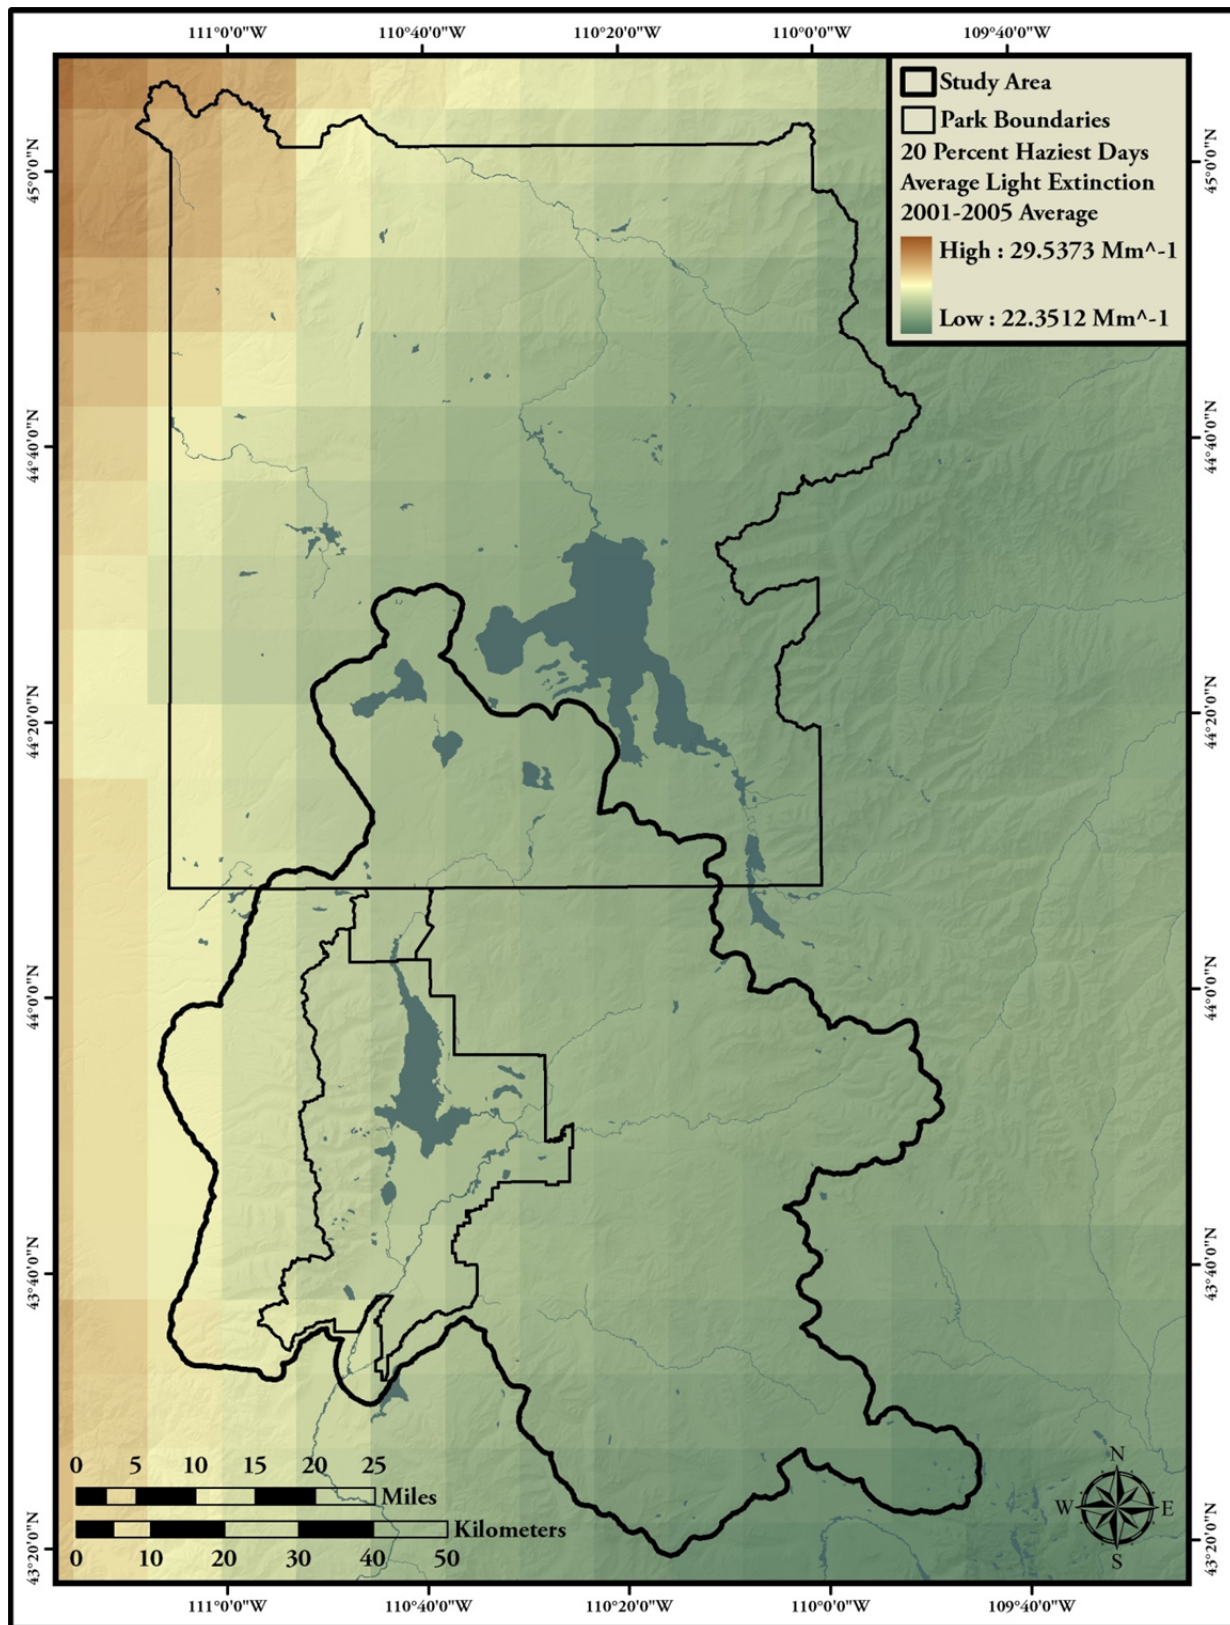 111°0'0"W 110°40'0"W 110°20'0"W 110°0'0"W 109°40'0"W
Study Area
Park Boundaries
20 Percent Haziest Days
Average Light Extinction
2001-2005 Average
High : 29.5373 Mm^-1
Low : 22.3512 Mm^-1
45°0'0"N 45°0'0"N
44°40'0"N 44°40'0"N
44°20'0"N 44°20'0"N
44°0'0"N 44°0'0"N
43°40'0"N 43°40'0"N
43°20'0"N 43°20'0"N
0 5 10 15 20 25
Miles
Kilometers
0 10 20 30 40 50
N
W E
S
111°0'0"W 110°40'0"W 110°20'0"W 110°0'0"W 109°40'0"W